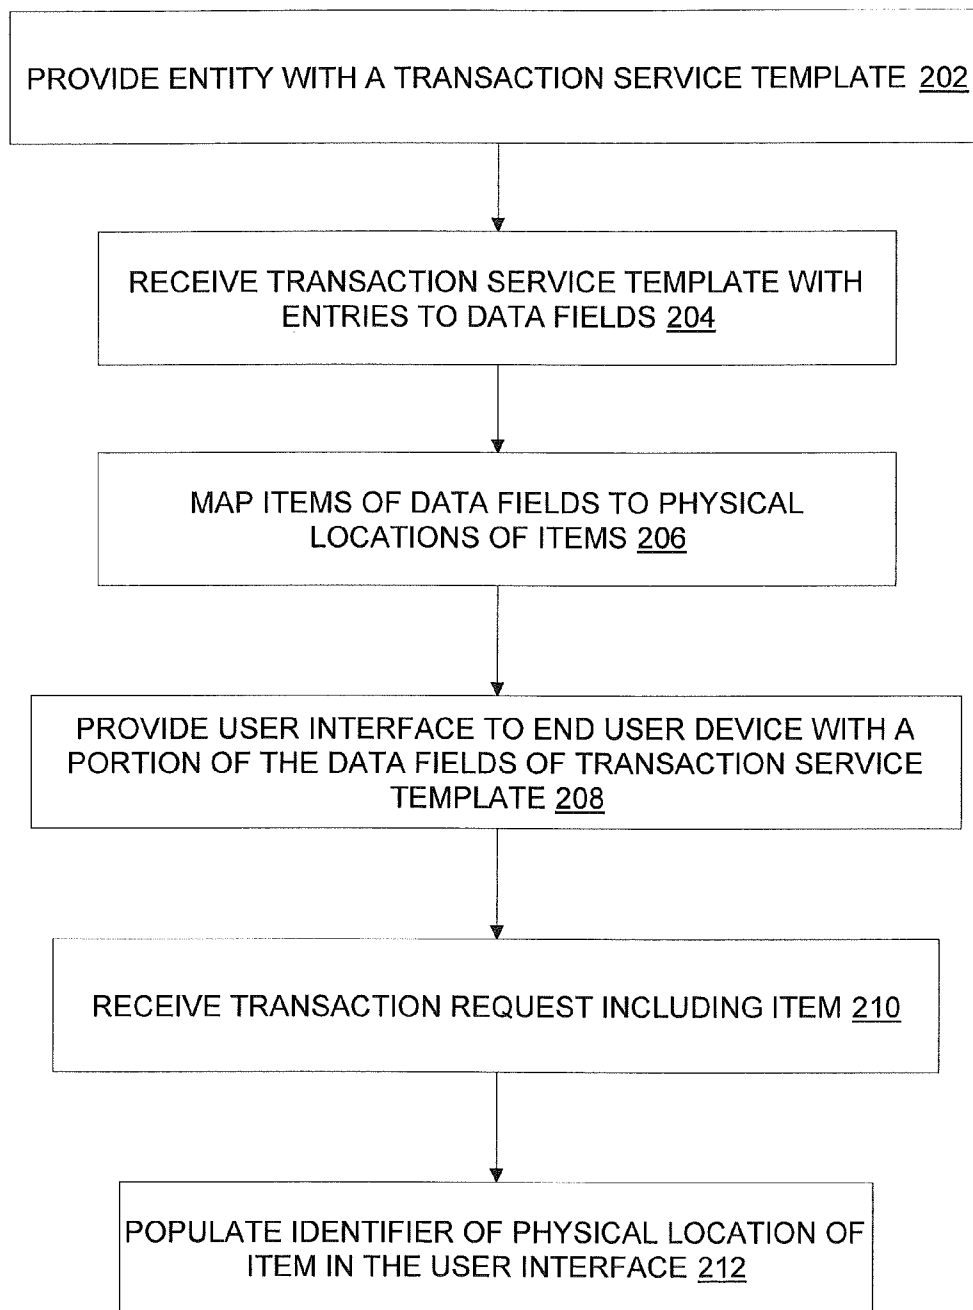 PROVIDE ENTITY WITH A TRANSACTION SERVICE TEMPLATE 202
RECEIVE TRANSACTION SERVICE TEMPLATE WITH
ENTRIES TO DATA FIELDS 204
MAP ITEMS OF DATA FIELDS TO PHYSICAL
LOCATIONS OF ITEMS 206
PROVIDE USER INTERFACE TO END USER DEVICE WITH A
PORTION OF THE DATA FIELDS OF TRANSACTION SERVICE
TEMPLATE 208
RECEIVE TRANSACTION REQUEST INCLUDING ITEM 210
POPULATE IDENTIFIER OF PHYSICAL LOCATION OF
ITEM IN THE USER INTERFACE 212